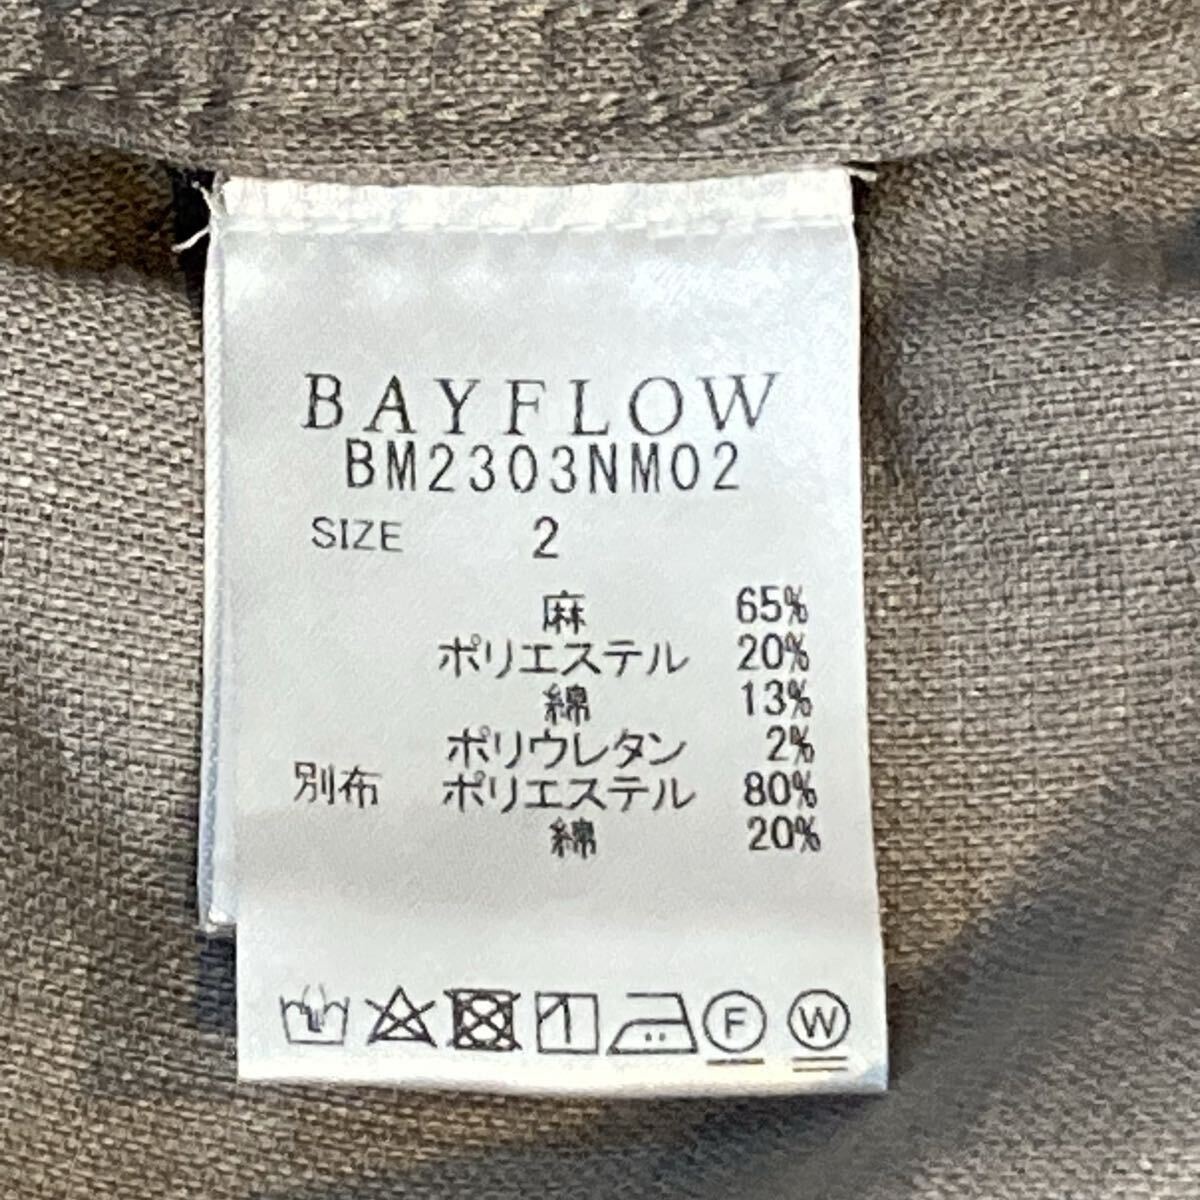 BAYFLOW
BM2303NM02
SIZE 2
麻 65%
ポリエステル 20%
綿 13%
ポリウレタン 2%
別布 ポリエステル 80%
綿 20%
F W